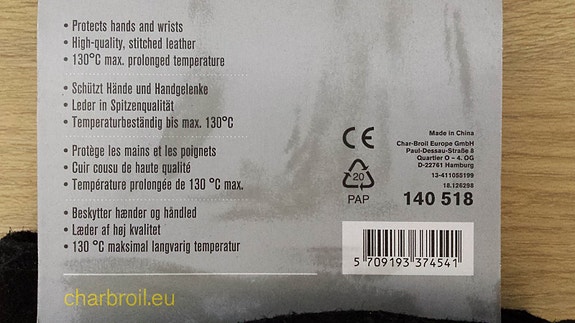 • Protects hands and wrists
• High-quality, stitched leather
• 130°C max. prolonged temperature
• Schützt Hände und Handgelenke
• Leder in Spitzenqualität
• Temperaturbeständig bis max. 130°C
• Protège les mains et les poignets
• Cuir cousu de haute qualité
• Température prolongée de 130 °C max.
• Beskytter hænder og håndled
• Læder af høj kvalitet
• 130 °C maksimal langvarig temperatur
charbroil.eu
CE
20
PAP
Made in China
Char-Broil Europe GmbH
Paul-Dessau-Straße 8
Quartier O – 4. OG
D-22761 Hamburg
13-411055199
18.126298
140 518
5 709193 374541